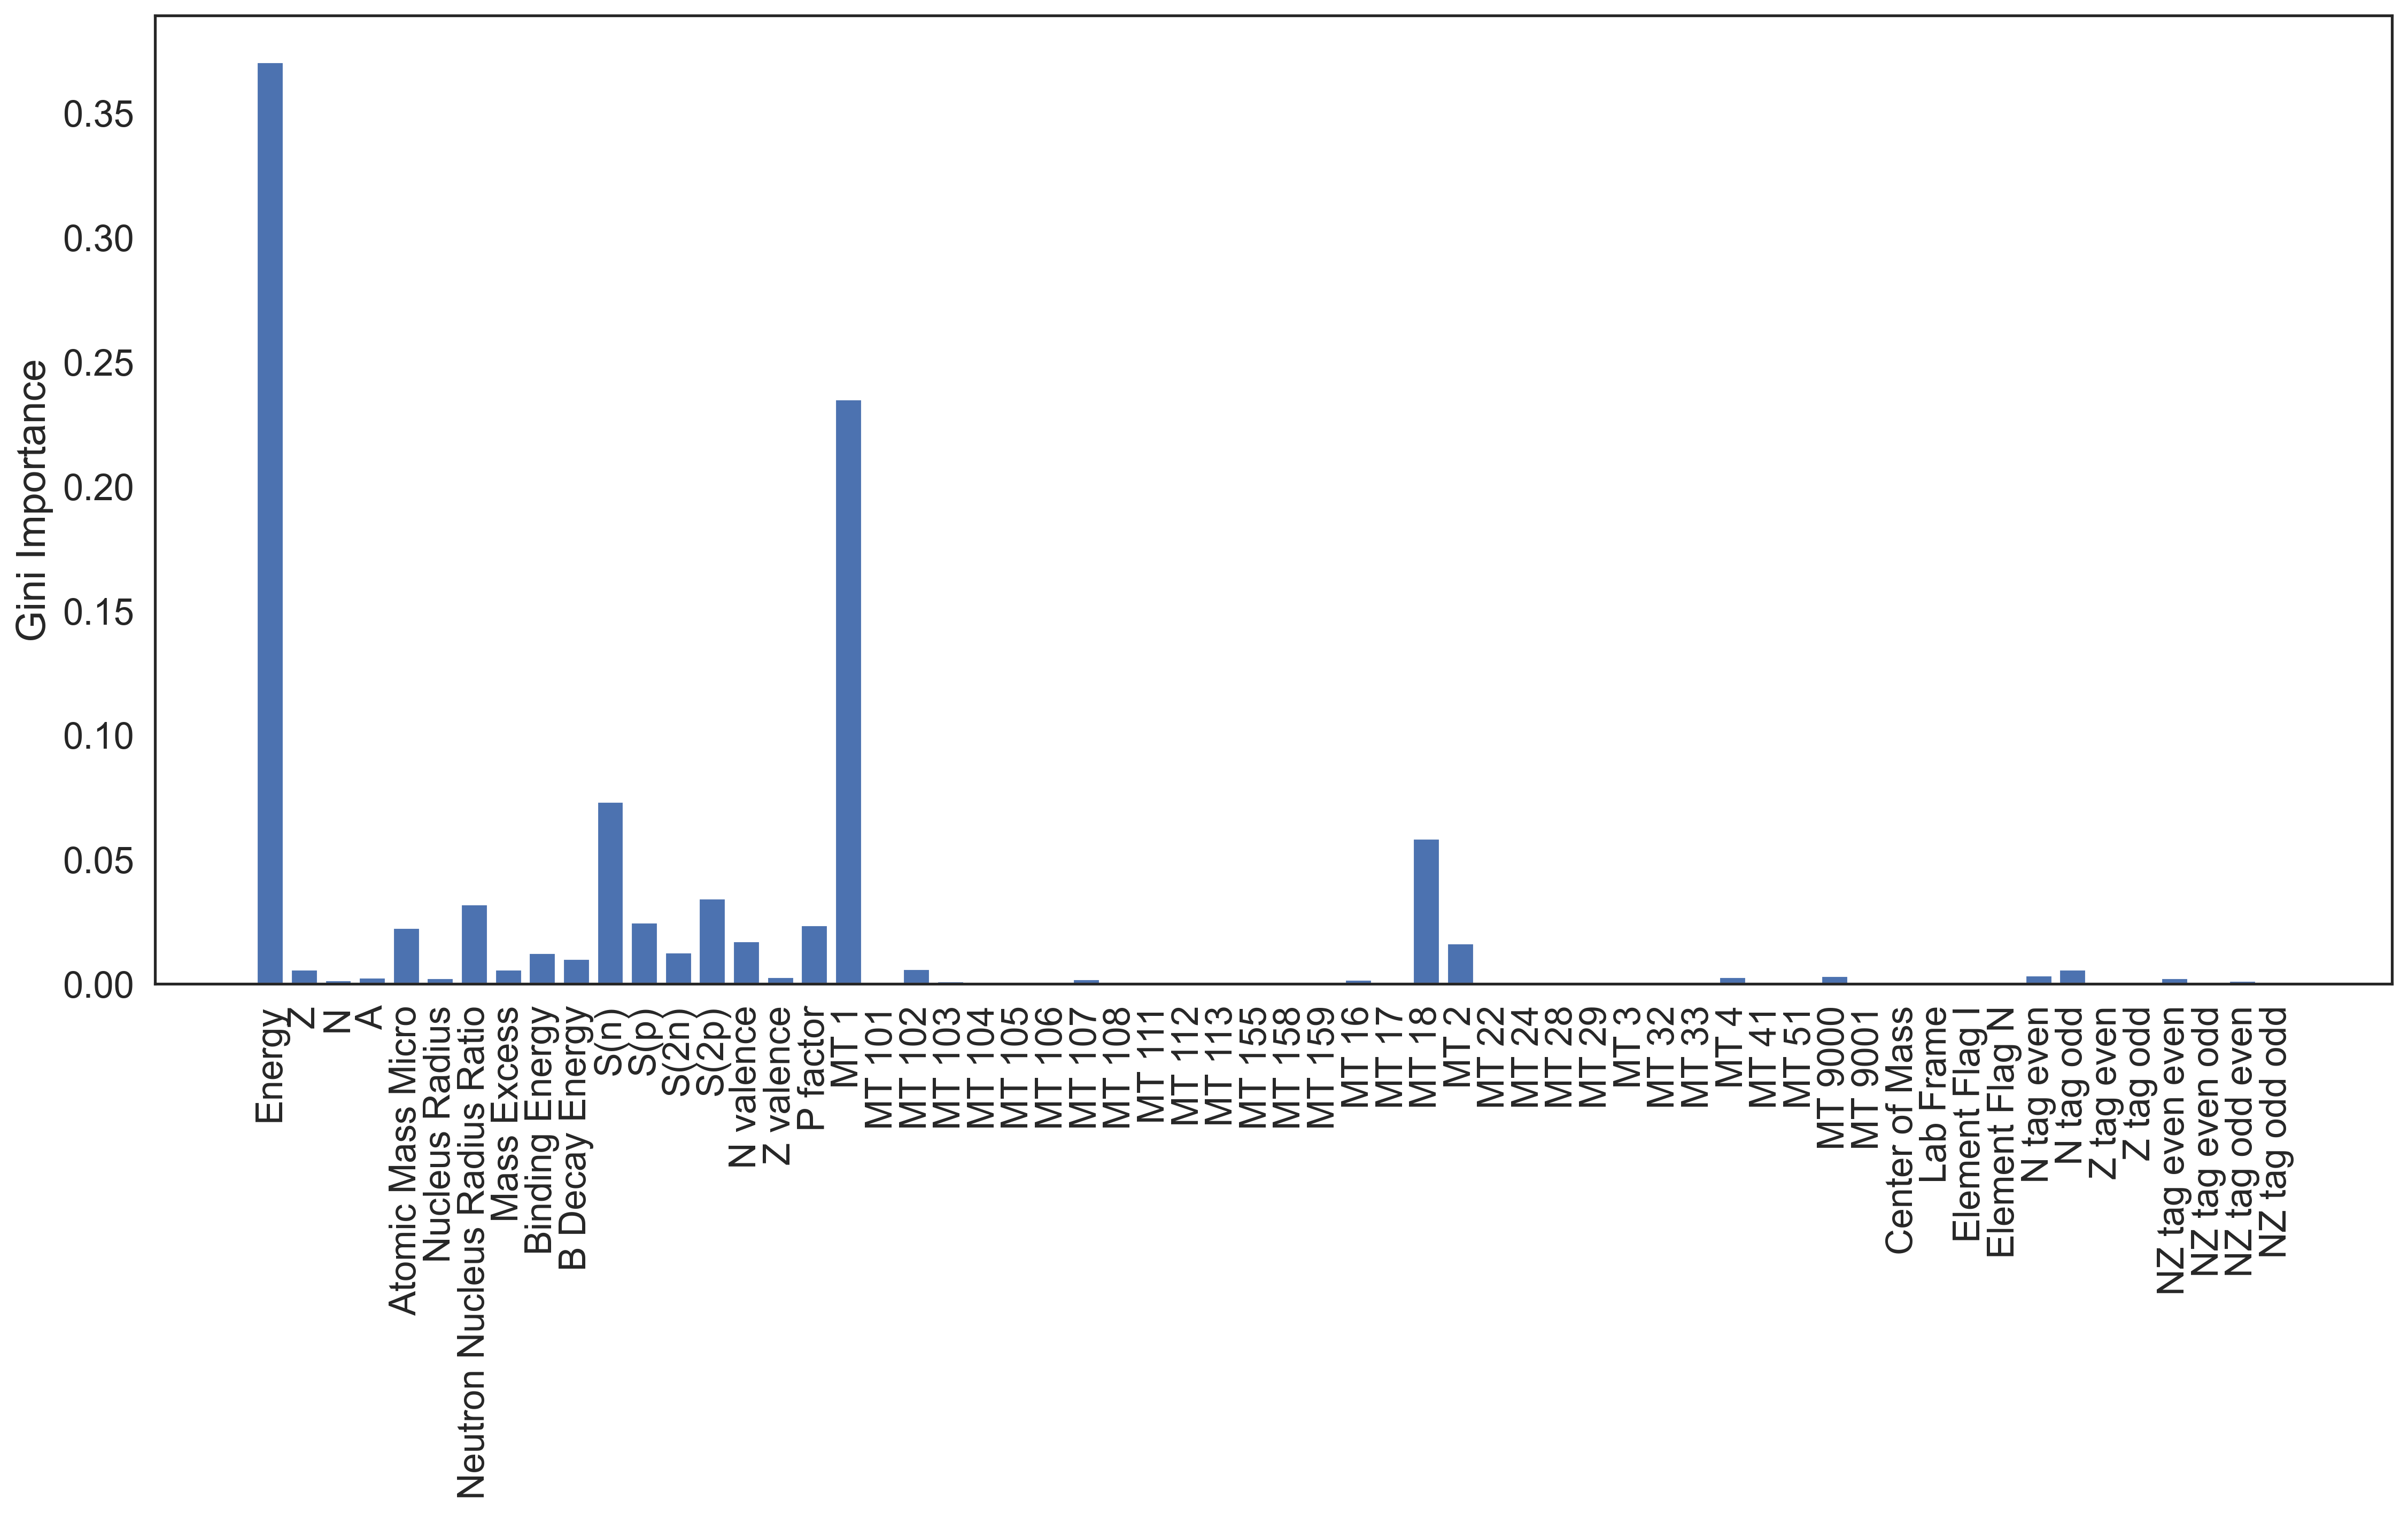 Gini Importance
0.35
0.30
0.25
0.20
0.15
0.10
0.05
0.00
Energy
Z
N
A
Atomic Mass Micro
Nucleus Radius
Neutron Nucleus Radius Ratio
Mass Excess
Binding Energy
B Decay Energy
S(n)
S(p)
S(2n)
S(2p)
N valence
Z valence
P factor
MT 1
MT 101
MT 102
MT 103
MT 104
MT 105
MT 106
MT 107
MT 108
MT 111
MT 112
MT 113
MT 155
MT 158
MT 159
MT 16
MT 17
MT 18
MT 2
MT 22
MT 24
MT 28
MT 29
MT 3
MT 32
MT 33
MT 4
MT 41
MT 51
MT 9000
MT 9001
Center of Mass
Lab Frame
Element Flag I
Element Flag N
N tag even
N tag odd
Z tag even
Z tag odd
NZ tag even even
NZ tag even odd
NZ tag odd even
NZ tag odd odd